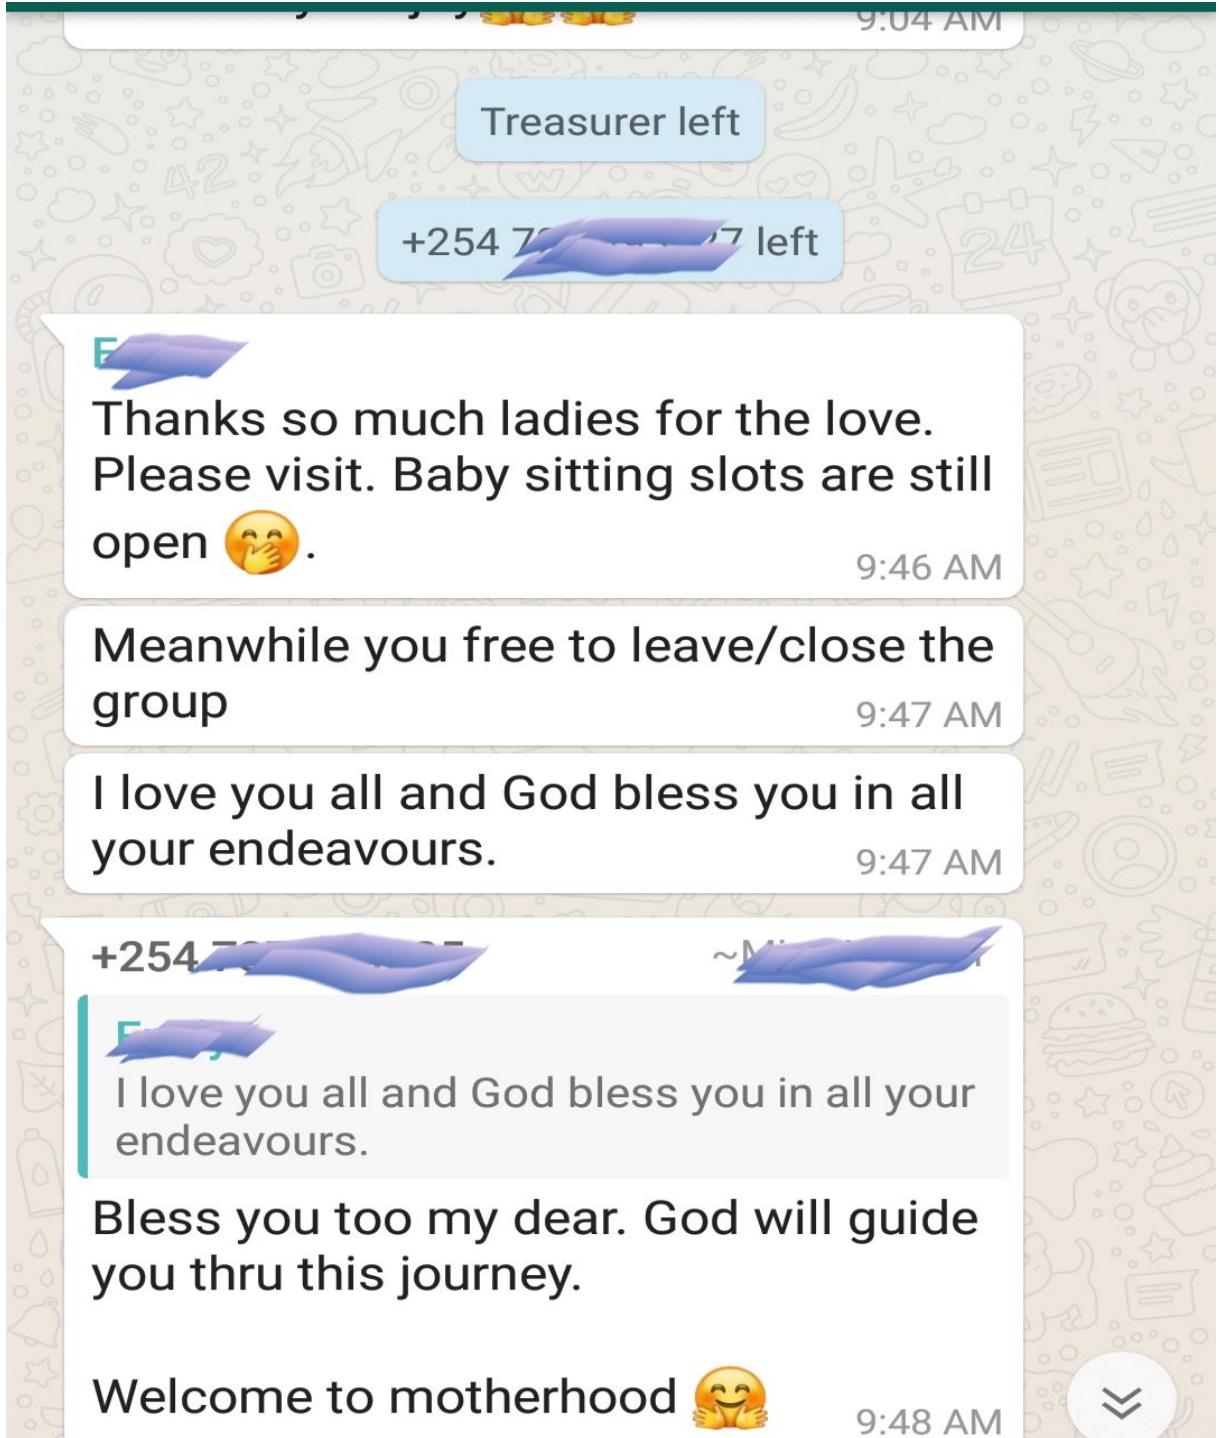 9:04 AM
Treasurer left
+254 left
Thanks so much ladies for the love.
Please visit. Baby sitting slots are still
open 🤭.
9:46 AM
Meanwhile you free to leave/close the
group
9:47 AM
I love you all and God bless you in all
your endeavours.
9:47 AM
+254
I love you all and God bless you in all your
endeavours.
Bless you too my dear. God will guide
you thru this journey.
Welcome to motherhood 🤗
9:48 AM